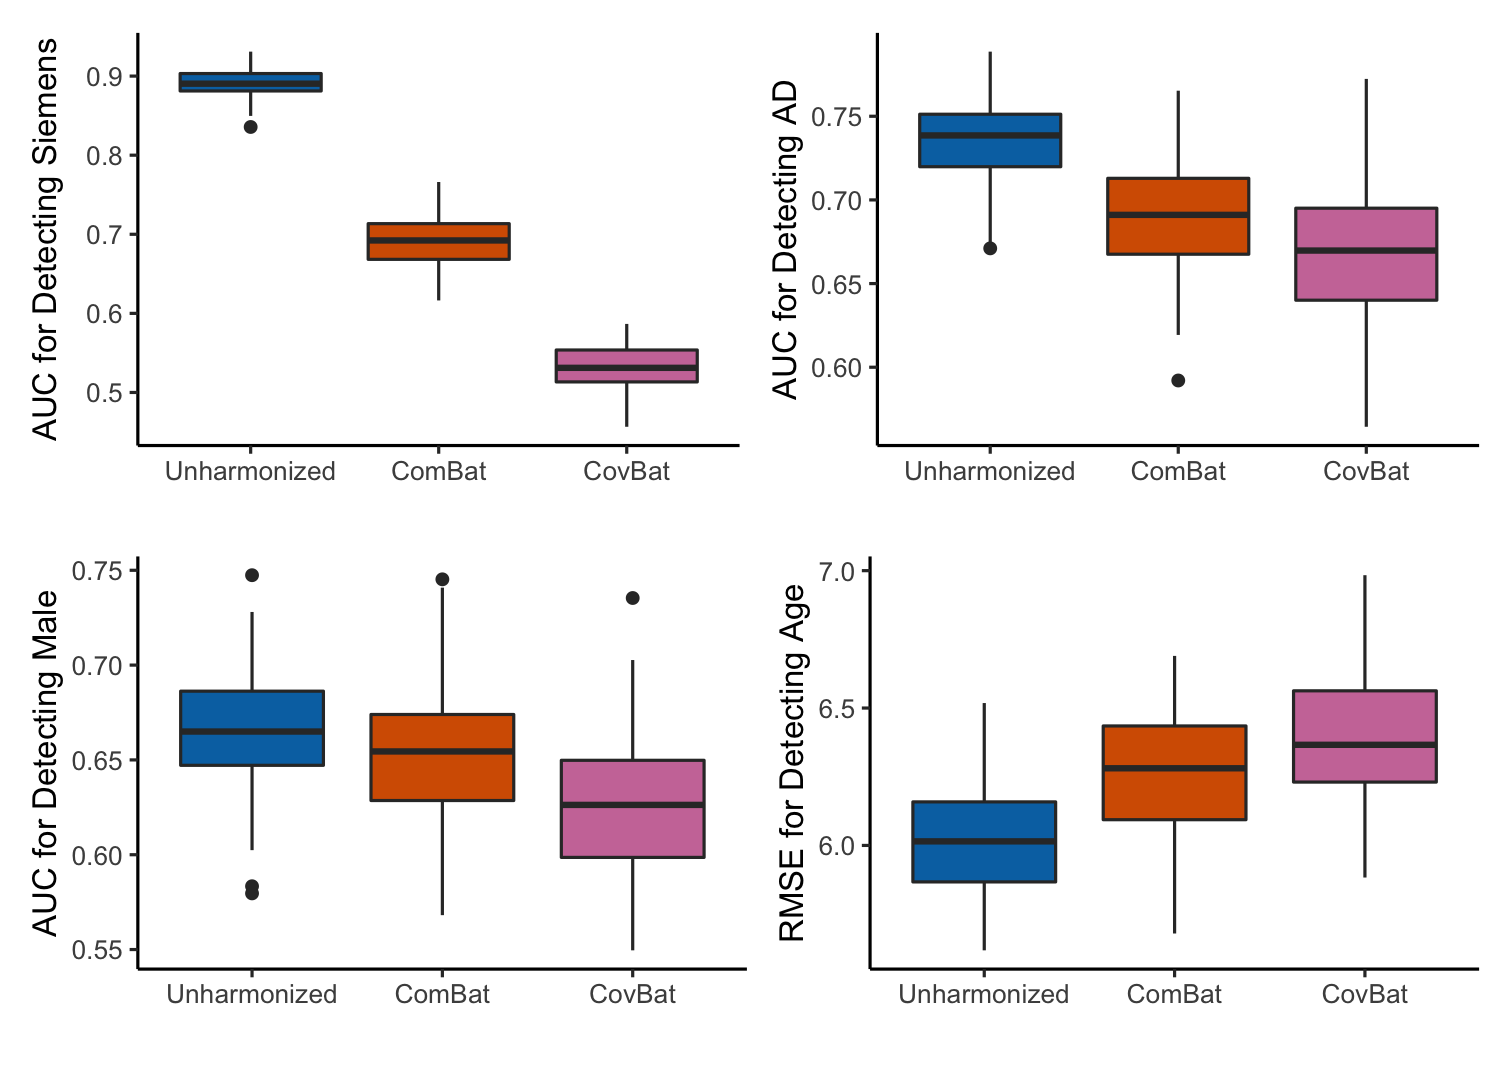 AUC for Detecting Siemens
0.9
0.8
0.7
0.6
0.5
Unharmonized ComBat CovBat
AUC for Detecting AD
0.75
0.70
0.65
0.60
Unharmonized ComBat CovBat
AUC for Detecting Male
0.75
0.70
0.65
0.60
0.55
Unharmonized ComBat CovBat
RMSE for Detecting Age
7.0
6.5
6.0
Unharmonized ComBat CovBat